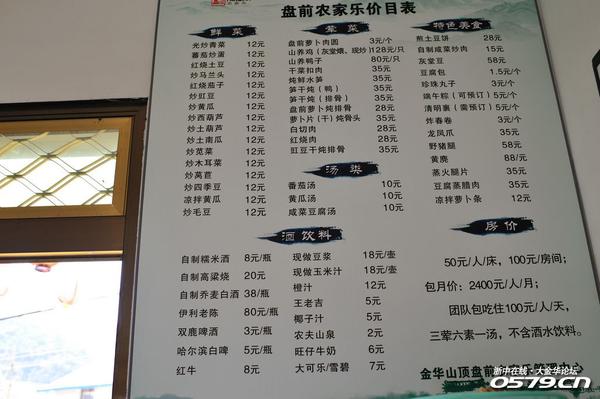 盘前农家乐价目表
鲜菜
光炒青菜 12元
蕃茄炒蛋 12元
红烧土豆 12元
炒马兰头 12元
红烧茄子 12元
炒豇豆 12元
炒黄瓜 12元
炒西葫芦 12元
炒土葫芦 12元
炒土南瓜 12元
炒苋菜 12元
炒木耳菜 12元
炒莴苣 12元
炒四季豆 12元
凉拌黄瓜 12元
炒毛豆 12元
荤菜
盘前萝卜肉圆 3元/个
山养鸡(灰堂煨、现炒)128元/只
山养鸭子 80元/只
干菜扣肉 35元
炖鲜水笋 35元
笋干炖(鸭) 35元
笋干炖(排骨) 35元
盘前萝卜炖排骨 28元
萝卜片(干)炖骨头 35元
白切肉 28元
红烧肉 28元
豇豆干炖排骨 35元
汤类
番茄汤 10元
黄瓜汤 10元
咸菜豆腐汤 10元
特色美食
煎土豆饼 20元
自制咸菜炒肉 15元
灰堂豆 58元
豆腐包 1.5元/个
珍珠丸子 3元/个
端午粽(可预订)5元/个
清明裹(需预订)5元/个
炸春卷 3元/个
龙凤瓜 35元
野猪腿 58元
黄麂 88/元
蒸火腿片 35元
豆腐蒸腊肉 35元
凉拌萝卜条 12元
酒饮料
自制糯米酒 8元/瓶
自制高梁烧 20元
自制乔麦白酒 38/瓶
伊利老陈 80元/瓶
双鹿啤酒 3元/瓶
哈尔滨白啤 5元/瓶
红牛 8元
现做豆浆 18元/壶
现做玉米汁 18元/壶
橙汁 12元
王老吉 5元
椰子汁 5元
农夫山泉 2元
旺仔牛奶 6元
大可乐/雪碧 7元
房价
50元/人/床,100元/房间;
包月价:2400元/人/月;
团队包吃住100元/人/天,
三荤六素一汤,不含酒水饮料。
金华山顶盘前
浙中在线·大金华论坛
0579.CN